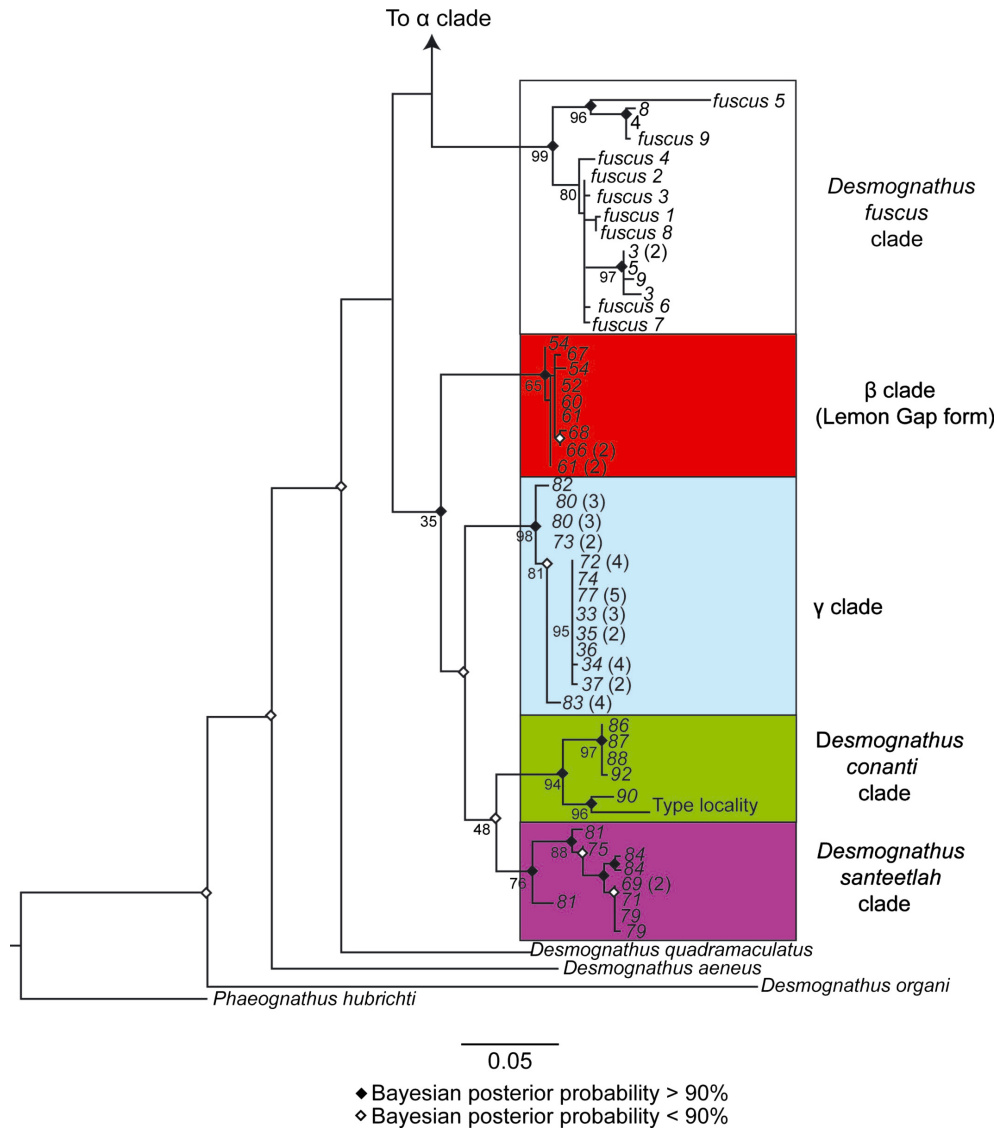 To α clade
fuscus 5
8
96
4
fuscus 9
99
fuscus 4
fuscus 2
80
fuscus 3
fuscus 1
fuscus 8
3 (2)
5
97
9
3
fuscus 6
fuscus 7
Desmognathus
fuscus
clade
54
67
54
65
52
60
61
68
66 (2)
61 (2)
β clade
(Lemon Gap form)
35
82
80 (3)
80 (3)
98
73 (2)
72 (4)
81
74
77 (5)
33 (3)
95
35 (2)
36
34 (4)
37 (2)
83 (4)
γ clade
86
87
97
88
92
94
90
Type locality
96
48
Desmognathus
conanti
clade
81
88
75
84
84
76
69 (2)
71
81
79
79
Desmognathus
santeetlah
clade
Desmognathus quadramaculatus
Desmognathus aeneus
Desmognathus organi
Phaeognathus hubrichti
0.05
Bayesian posterior probability > 90%
Bayesian posterior probability < 90%